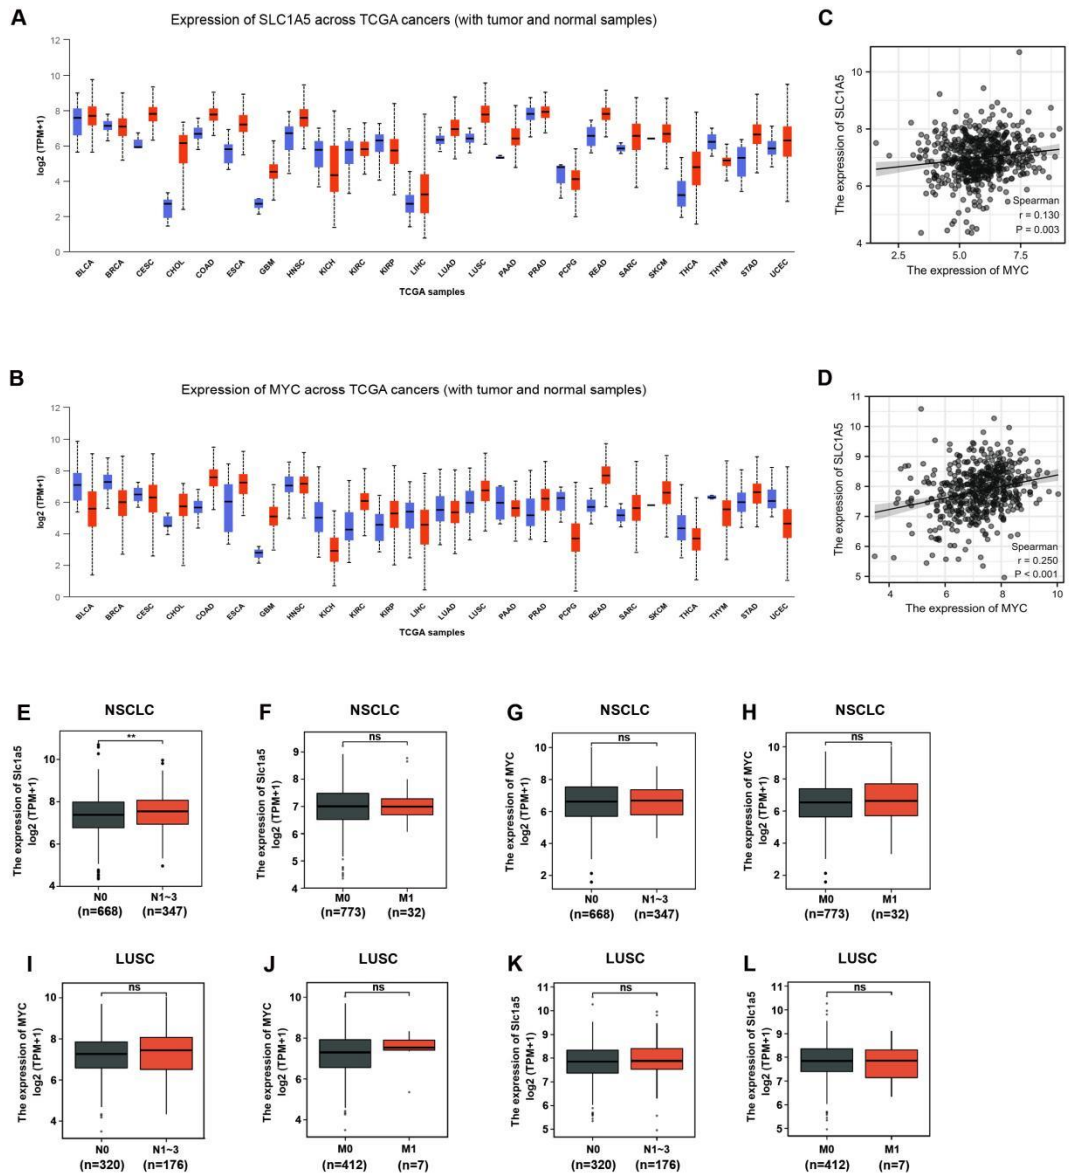 A
Expression of SLC1A5 across TCGA cancers (with tumor and normal samples)
log2 (TPM+1)
12
10
8
6
4
2
0
BLCA
BRCA
CESC
CHOL
COAD
ESCA
GBM
HNSC
KICH
KIRC
KIRP
LIHC
LUAD
LUSC
PAAD
PRAD
PCPG
READ
SARC
SKCM
THCA
THYM
STAD
UCEC
TCGA samples
C
The expression of SLC1A5
10
8
6
4
Spearman
r = 0.130
P = 0.003
2.5
5.0
7.5
The expression of MYC
B
Expression of MYC across TCGA cancers (with tumor and normal samples)
log2 (TPM+1)
12
10
8
6
4
2
0
BLCA
BRCA
CESC
CHOL
COAD
ESCA
GBM
HNSC
KICH
KIRC
KIRP
LIHC
LUAD
LUSC
PAAD
PRAD
PCPG
READ
SARC
SKCM
THCA
THYM
STAD
UCEC
TCGA samples
D
The expression of SLC1A5
11
10
9
8
7
6
5
Spearman
r = 0.250
P < 0.001
4
6
8
10
The expression of MYC
E
NSCLC
The expression of Slc1a5
log2 (TPM+1)
10
8
6
4
**
N0
(n=668)
N1~3
(n=347)
F
NSCLC
The expression of Slc1a5
log2 (TPM+1)
9
8
7
6
5
4
ns
M0
(n=773)
M1
(n=32)
G
NSCLC
The expression of MYC
log2 (TPM+1)
10
8
6
4
2
ns
N0
(n=668)
N1~3
(n=347)
H
NSCLC
The expression of MYC
log2 (TPM+1)
10
8
6
4
2
ns
M0
(n=773)
M1
(n=32)
I
LUSC
The expression of MYC
log2 (TPM+1)
10
8
6
4
ns
N0
(n=320)
N1~3
(n=176)
J
LUSC
The expression of MYC
log2 (TPM+1)
10
8
6
4
ns
M0
(n=412)
M1
(n=7)
K
LUSC
The expression of Slc1a5
log2 (TPM+1)
11
10
9
8
7
6
5
ns
N0
(n=320)
N1~3
(n=176)
L
LUSC
The expression of Slc1a5
log2 (TPM+1)
11
10
9
8
7
6
5
ns
M0
(n=412)
M1
(n=7)